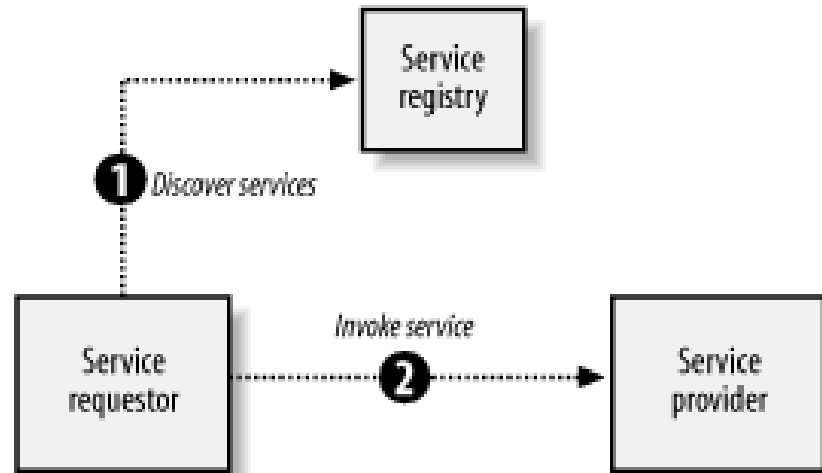 Service
registry
1 Discover services
Invoke service
2
Service
requestor
Service
provider